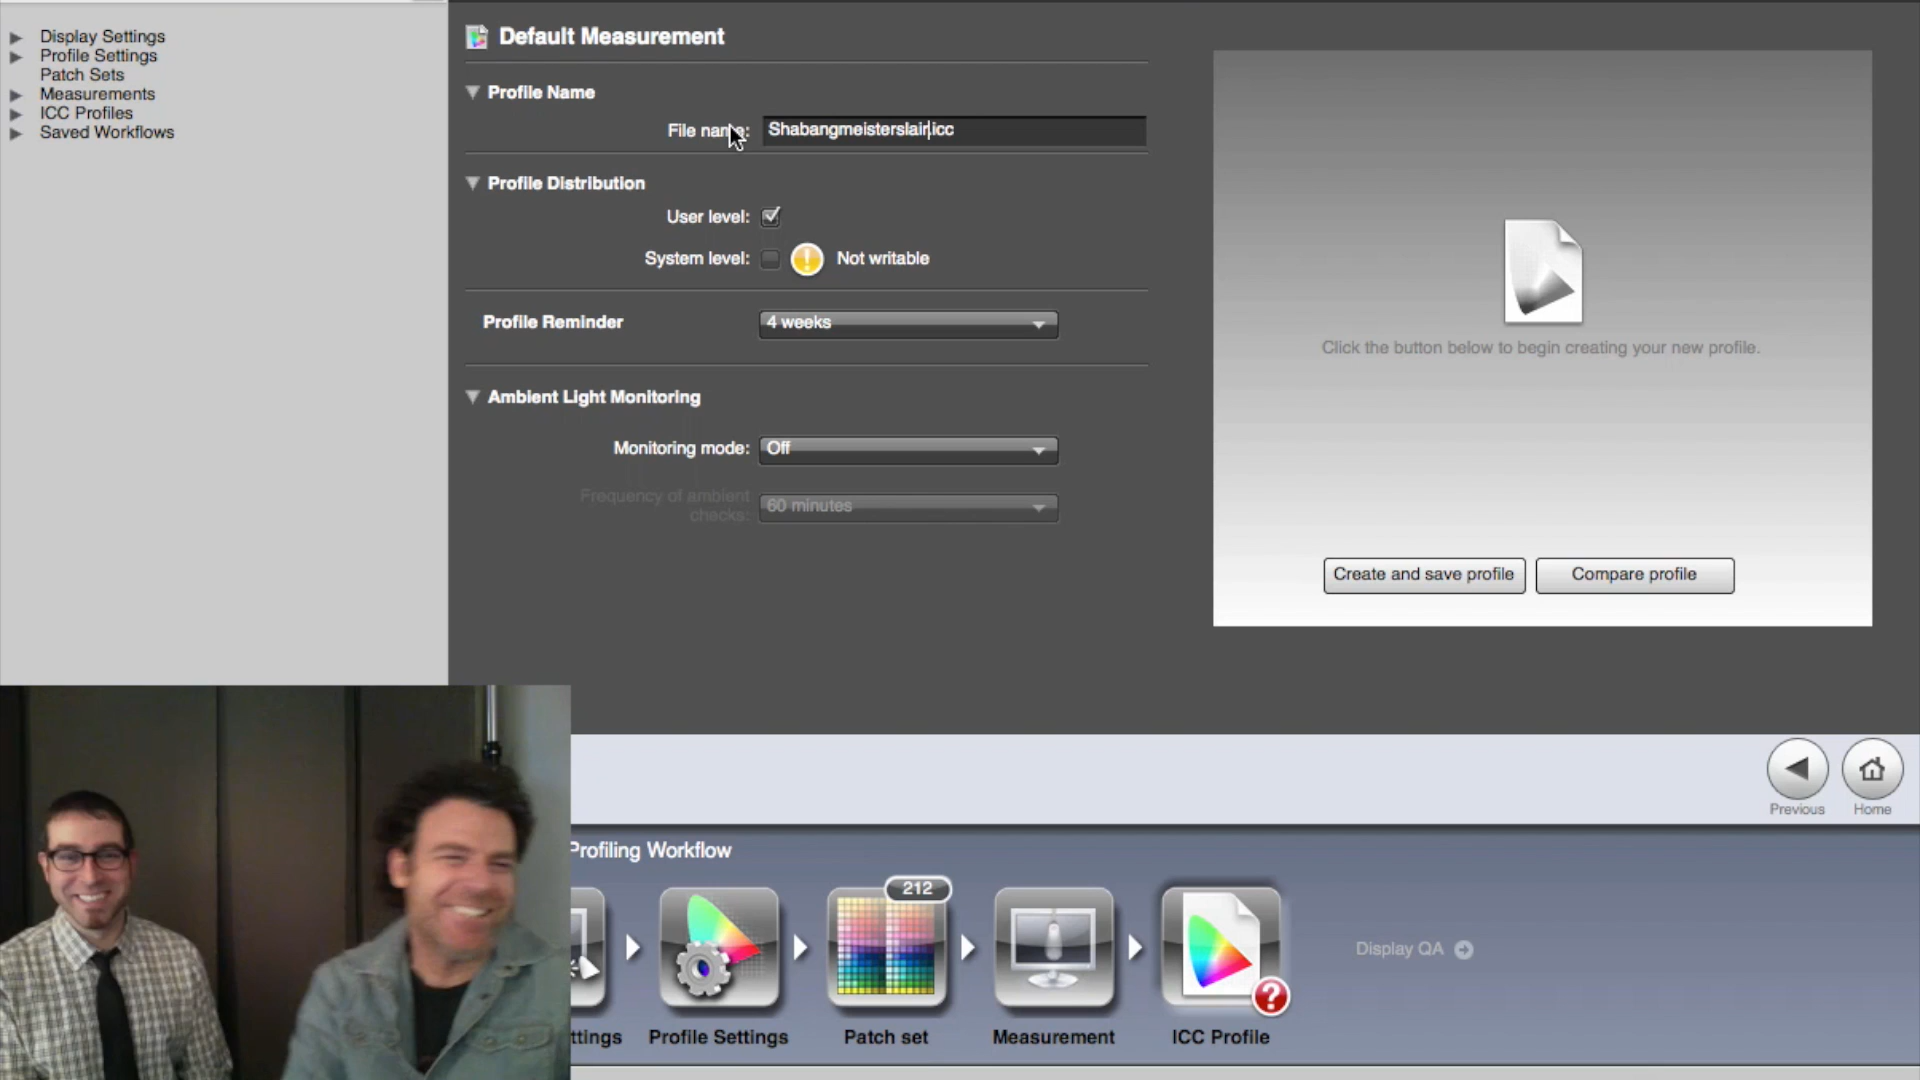 Display Settings
Profile Settings
Patch Sets
Measurements
ICC Profiles
Saved Workflows
Default Measurement
Profile Name
File name: Shabangmeisterslair.icc
Profile Distribution
User level:
System level: Not writable
Profile Reminder 4 weeks
Ambient Light Monitoring
Monitoring mode: Off
Frequency of ambient
checks: 60 minutes
Click the button below to begin creating your new profile.
Create and save profile Compare profile
Previous Home
Profiling Workflow
212
Display QA
ttings Profile Settings Patch set Measurement ICC Profile